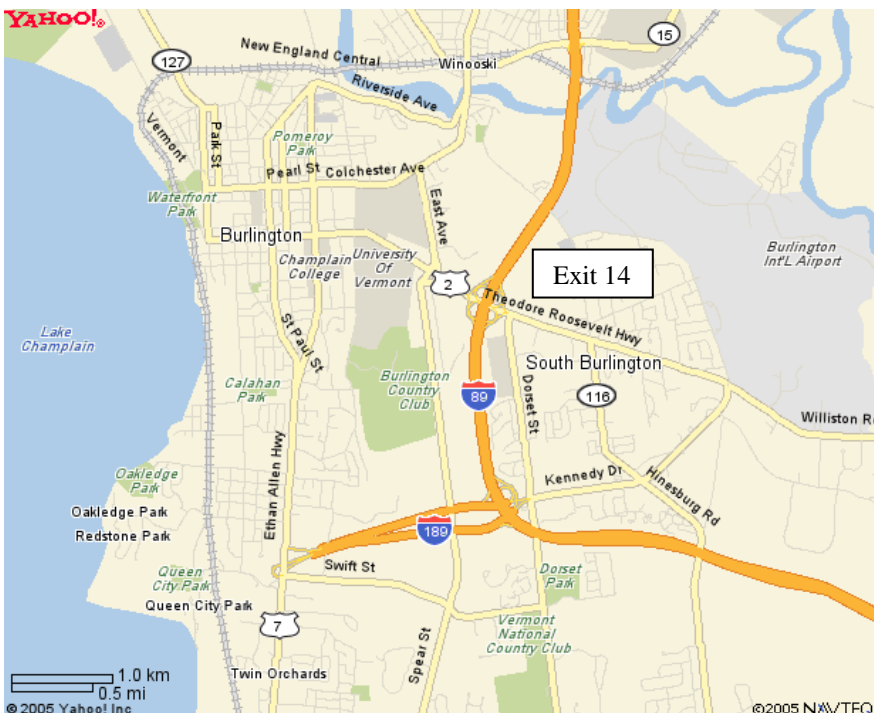 YAHOO!®
127
New England Central
Winooski
15
Riverside Ave
Vermont
Park St
Pomeroy
Park
Pearl St
Colchester Ave
Waterfront
Park
East Ave
Burlington
Champlain
College
University
Of
Vermont
2
Exit 14
Burlington
Int'L Airport
Theodore Roosevelt Hwy
Lake
Champlain
St Paul St
South Burlington
Calahan
Park
Burlington
Country
Club
89
Dorset St
116
Williston R
Ethan Allen Hwy
Kennedy Dr
Hinesburg Rd
Oakledge
Park
Oakledge Park
Redstone Park
189
Swift St
Queen
City Park
Queen City Park
Dorset
Park
7
Vermont
National
Country Club
Spear St
Twin Orchards
1.0 km
0.5 mi
© 2005 Yahoo! Inc
©2005 NAVTEQ